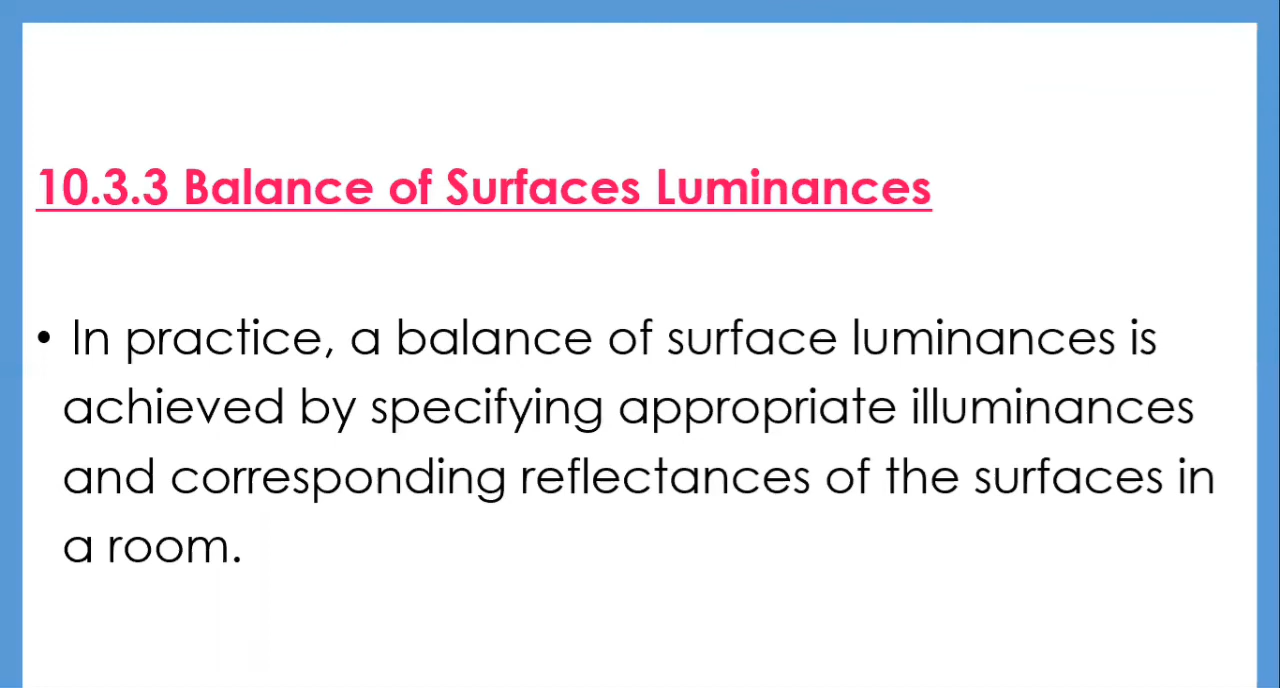 10.3.3 Balance of Surfaces Luminances
• In practice, a balance of surface luminances is
achieved by specifying appropriate illuminances
and corresponding reflectances of the surfaces in
a room.